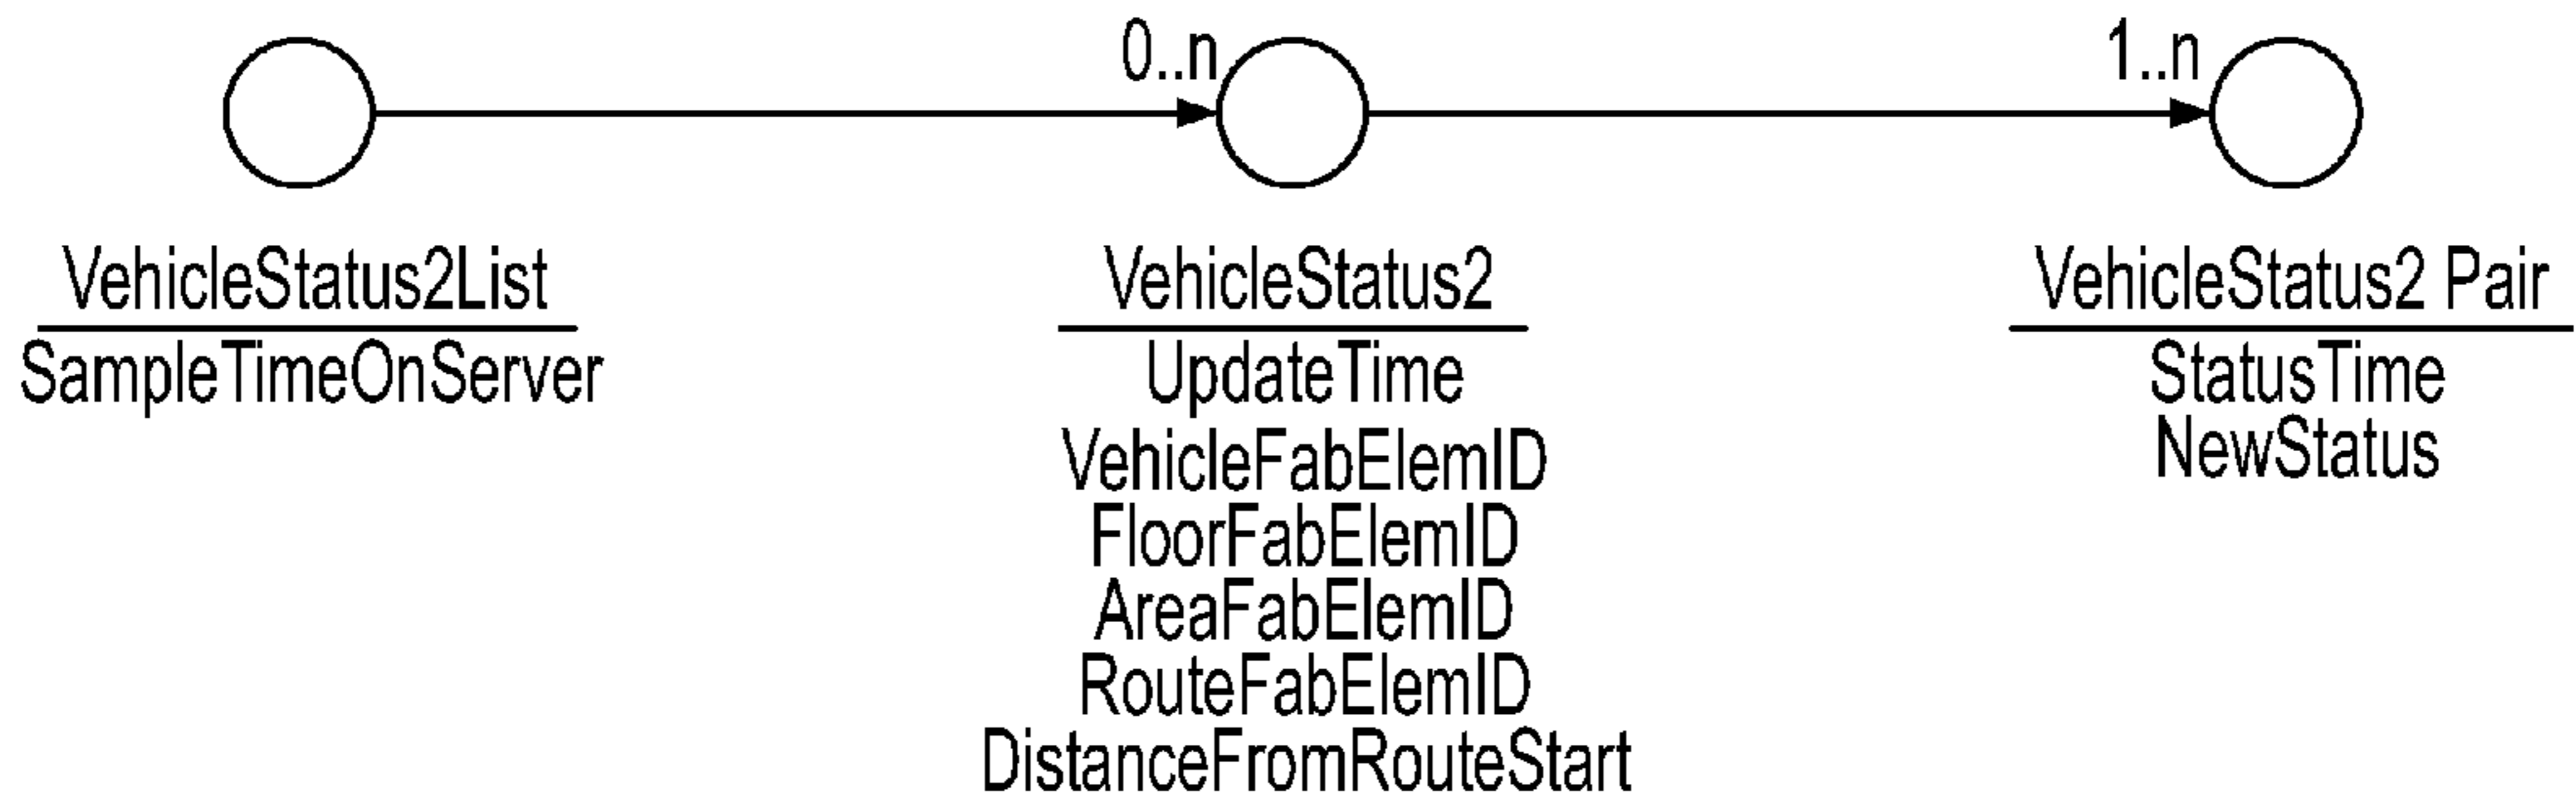 0..n
1..n
VehicleStatus2List
SampleTimeOnServer
VehicleStatus2
UpdateTime
VehicleFabElemID
FloorFabElemID
AreaFabElemID
RouteFabElemID
DistanceFromRouteStart
VehicleStatus2 Pair
StatusTime
NewStatus